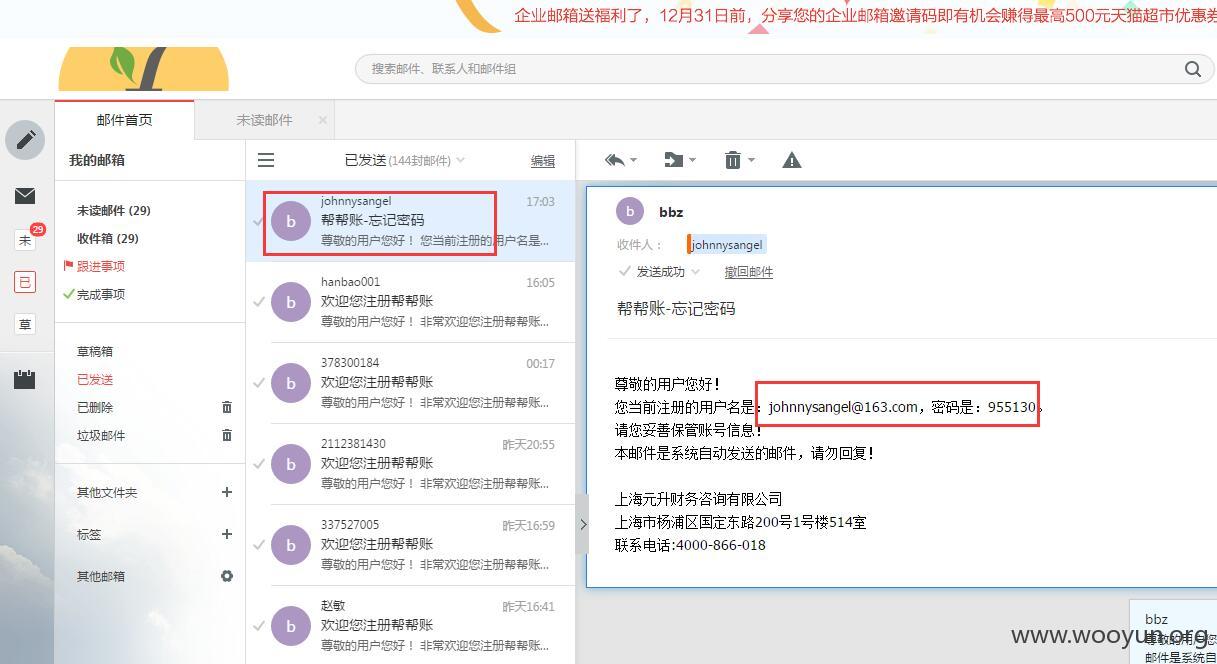 企业邮箱送福利了，12月31日前，分享您的企业邮箱邀请码即有机会赚得最高500元天猫超市优惠券
搜索邮件、联系人和邮件组
邮件首页
未读邮件
我的邮箱
已发送(144封邮件)
编辑
未读邮件 (29)
收件箱 (29)
跟进事项
完成事项
草稿箱
已发送
已删除
垃圾邮件
其他文件夹
标签
其他邮箱
29
未
已
草
johnnysangel
17:03
b
帮帮账-忘记密码
尊敬的用户您好！ 您当前注册的用户名是...
hanbao001
16:05
b
欢迎您注册帮帮账
尊敬的用户您好！ 非常欢迎您注册帮帮账...
378300184
00:17
b
欢迎您注册帮帮账
尊敬的用户您好！ 非常欢迎您注册帮帮账...
2112381430
昨天20:55
b
欢迎您注册帮帮账
尊敬的用户您好！ 非常欢迎您注册帮帮账...
337527005
昨天16:59
b
欢迎您注册帮帮账
尊敬的用户您好！ 非常欢迎您注册帮帮账...
赵敏
昨天16:41
b
欢迎您注册帮帮账
尊敬的用户您好！ 非常欢迎您注册帮帮账...
b
bbz
收件人：
johnnysangel
发送成功
撤回邮件
帮帮账-忘记密码
尊敬的用户您好！
您当前注册的用户名是：johnnysangel@163.com，密码是：955130。
请您妥善保管账号信息！
本邮件是系统自动发送的邮件，请勿回复！
上海元升财务咨询有限公司
上海市杨浦区国定东路200号1号楼514室
联系电话:4000-866-018
bbz
尊敬的用户您
邮件是系统自
www.wooyun.org